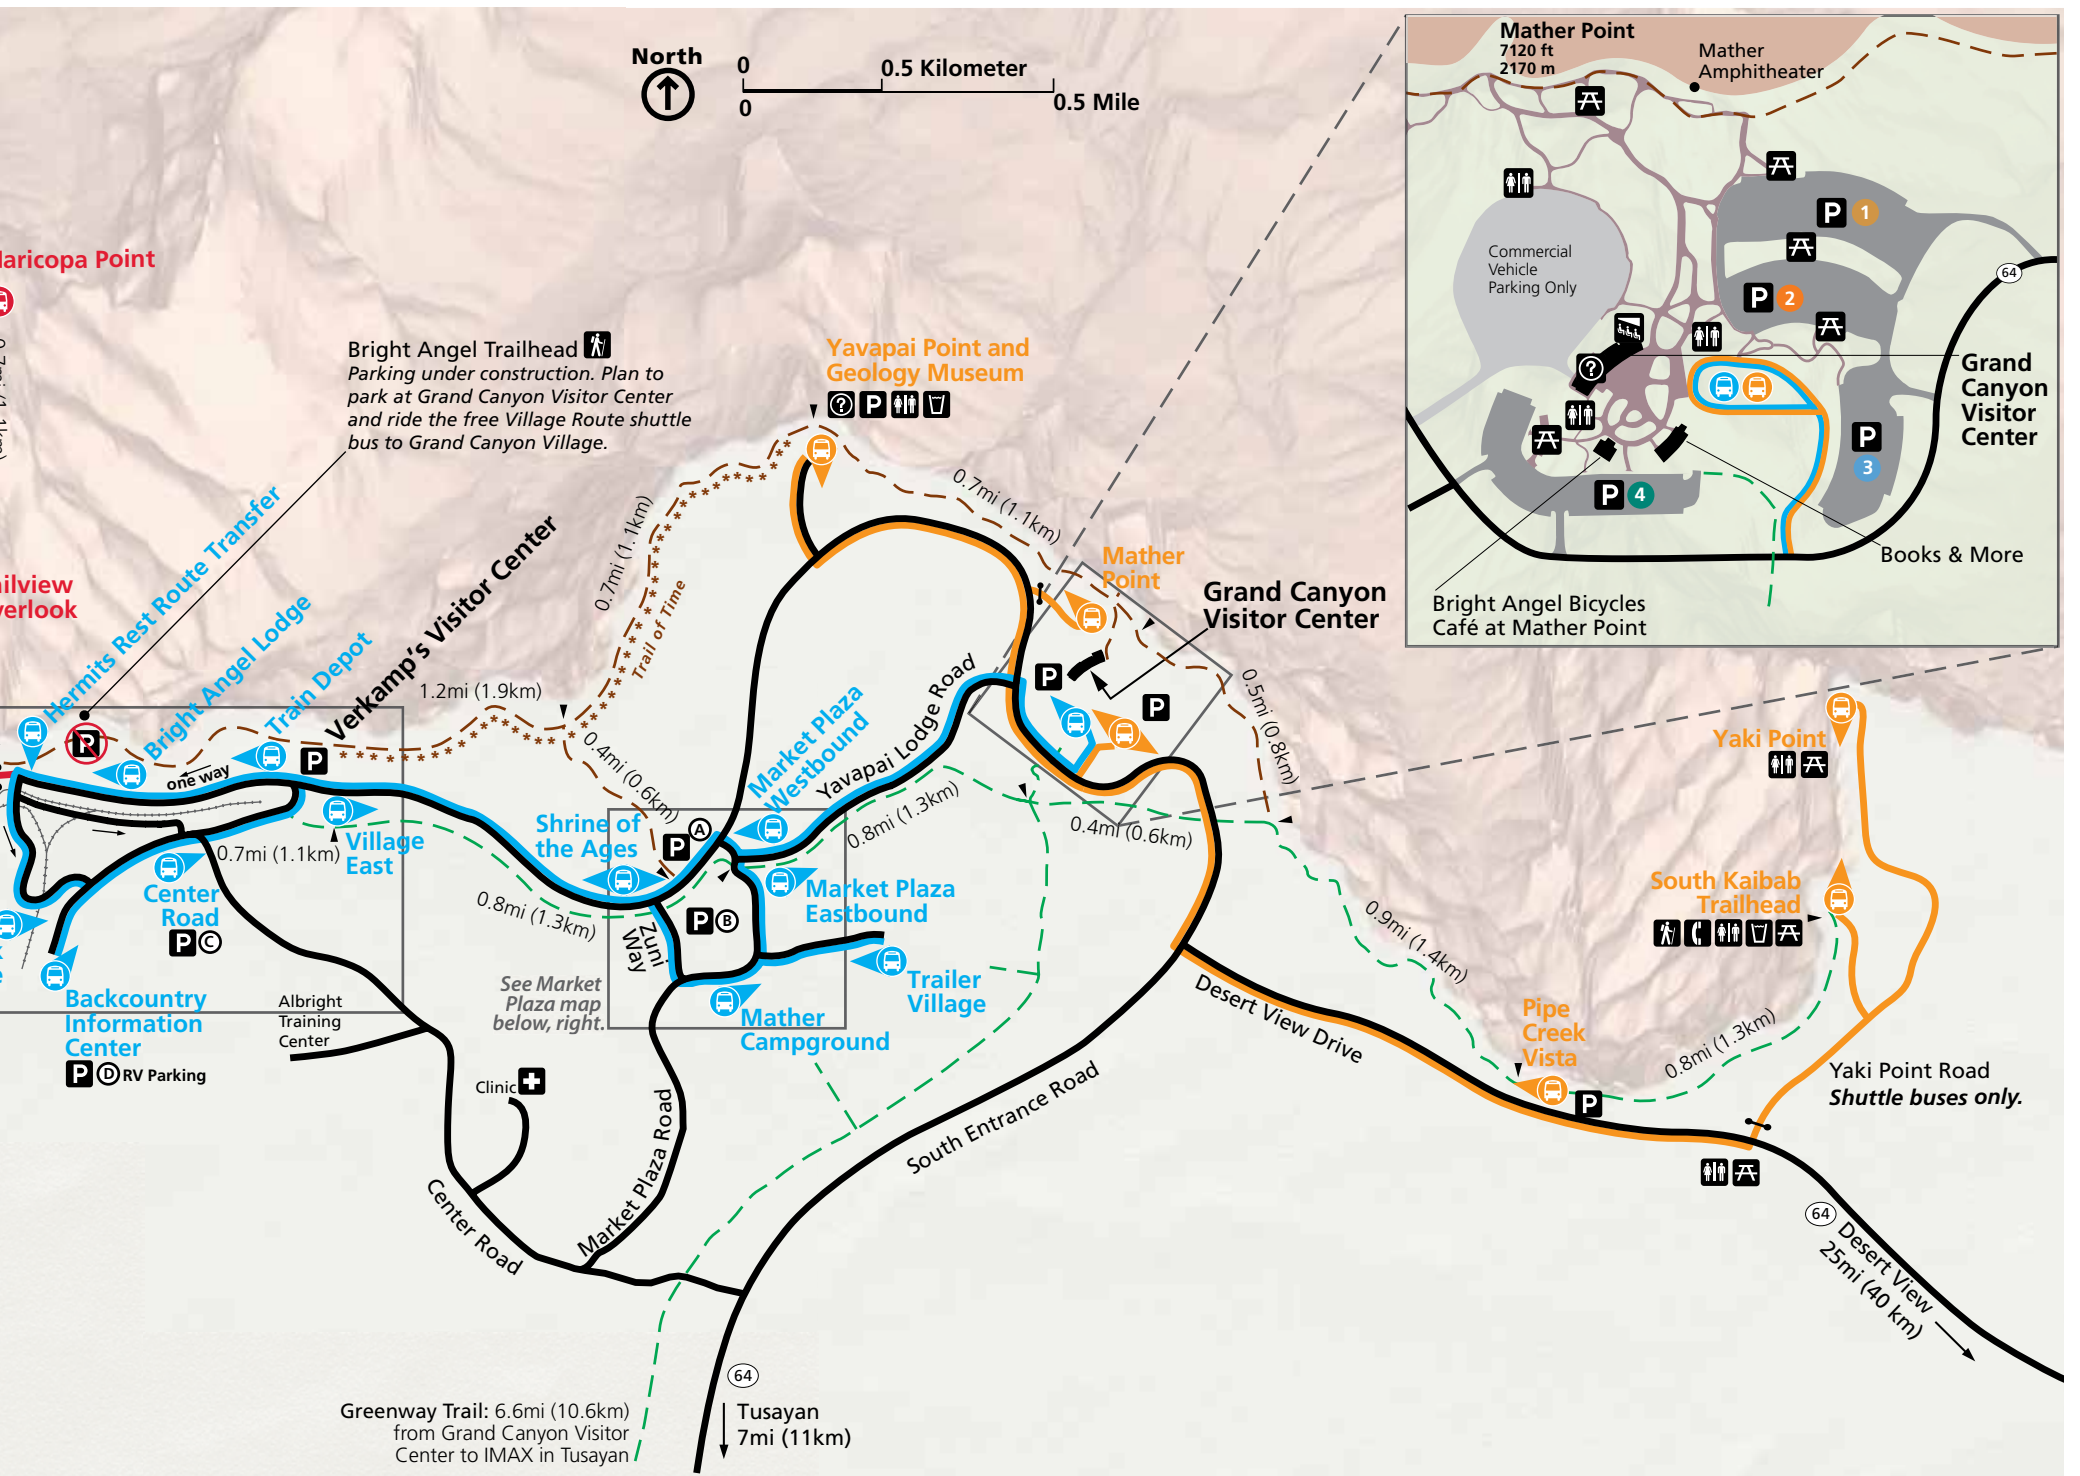 North
0
0.5 Kilometer
0
0.5 Mile
Mather Point
7120 ft
2170 m
Mather
Amphitheater
P 1
Commercial
Vehicle
Parking Only
P 2
64
?
Grand
Canyon
Visitor
Center
P
3
P 4
Books & More
Bright Angel Bicycles
Café at Mather Point
laricopa Point
0.7mi (1.1km)
Bright Angel Trailhead
Parking under construction. Plan to
park at Grand Canyon Visitor Center
and ride the free Village Route shuttle
bus to Grand Canyon Village.
Yavapai Point and
Geology Museum
? P
0.7mi (1.1km)
0.7mi (1.1km)
Trail of Time
Mather
Point
Grand Canyon
Visitor Center
P
P
0.5mi (0.8km)
ailview
verlook
Hermits Rest Route Transfer
Bright Angel Lodge
Train Depot
Verkamp's Visitor Center
1.2mi (1.9km)
P
P
one way
0.4mi (0.6km)
Market Plaza
Westbound
Yavapai Lodge Road
0.8mi (1.3km)
0.4mi (0.6km)
Yaki Point
Village
East
0.7mi (1.1km)
Shrine of
the Ages
P A
Center
Road
P C
0.8mi (1.3km)
Market Plaza
Eastbound
P B
Zuni
Way
South Kaibab
Trailhead
0.9mi (1.4km)
See Market
Plaza map
below, right.
Trailer
Village
Mather
Campground
Backcountry
Information
Center
P D RV Parking
Albright
Training
Center
Desert View Drive
Pipe
Creek
Vista
P
0.8mi (1.3km)
Yaki Point Road
Shuttle buses only.
Clinic
Market Plaza Road
South Entrance Road
Center Road
64
Desert View
25mi (40 km)
64
Tusayan
7mi (11km)
Greenway Trail: 6.6mi (10.6km)
from Grand Canyon Visitor
Center to IMAX in Tusayan